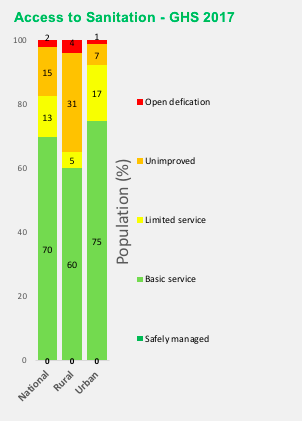 Access to Sanitation - GHS 2017
100
80
60
40
20
0
Population (%)
2
15
13
70
0
4
31
5
60
0
1
7
17
75
0
National
Rural
Urban
Open defication
Unimproved
Limited service
Basic service
Safely managed